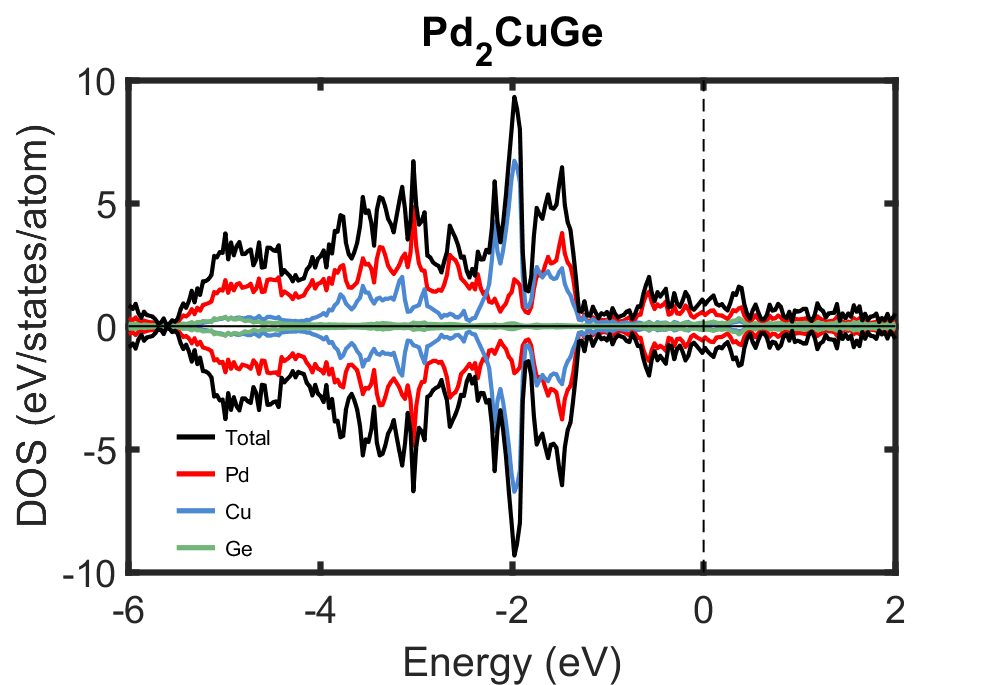 Pd₂CuGe
DOS (eV/states/atom)
10
5
0
-5
-10
Total
Pd
Cu
Ge
-6 -4 -2 0 2
Energy (eV)